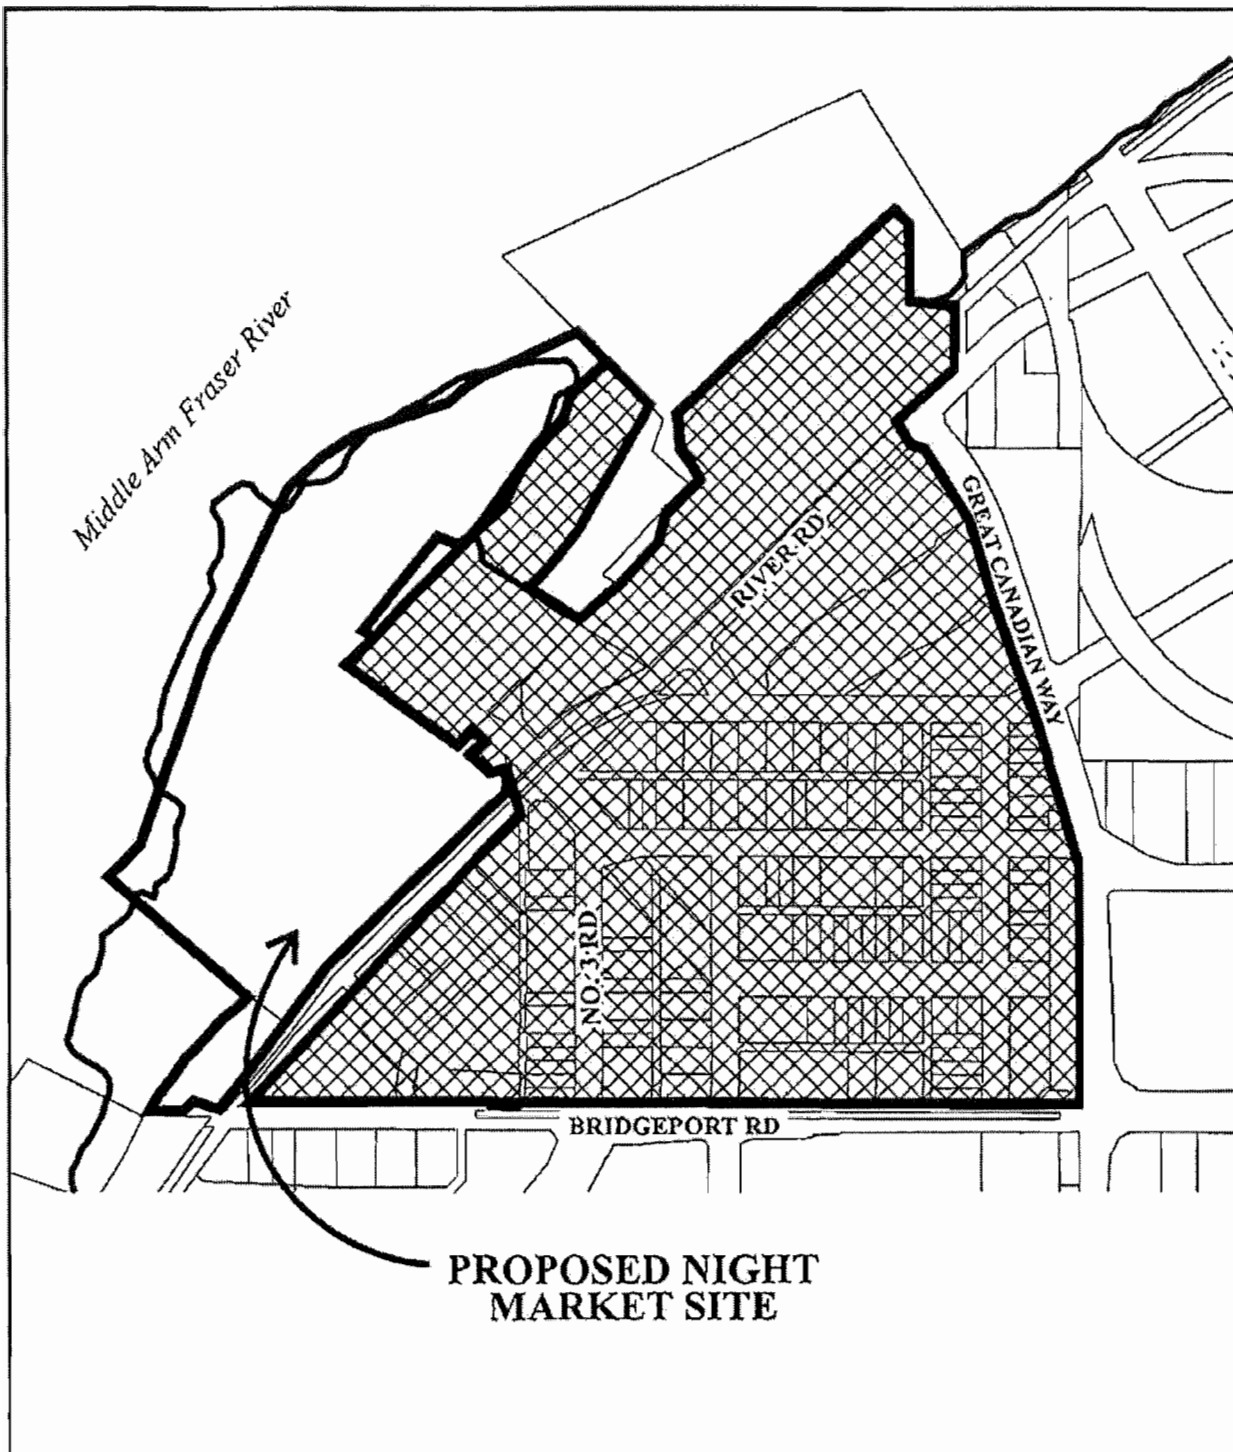 Middle Arm Fraser River
RIVER RD
GREAT CANADIAN WAY
NO. 3 RD
BRIDGEPORT RD
PROPOSED NIGHT
MARKET SITE